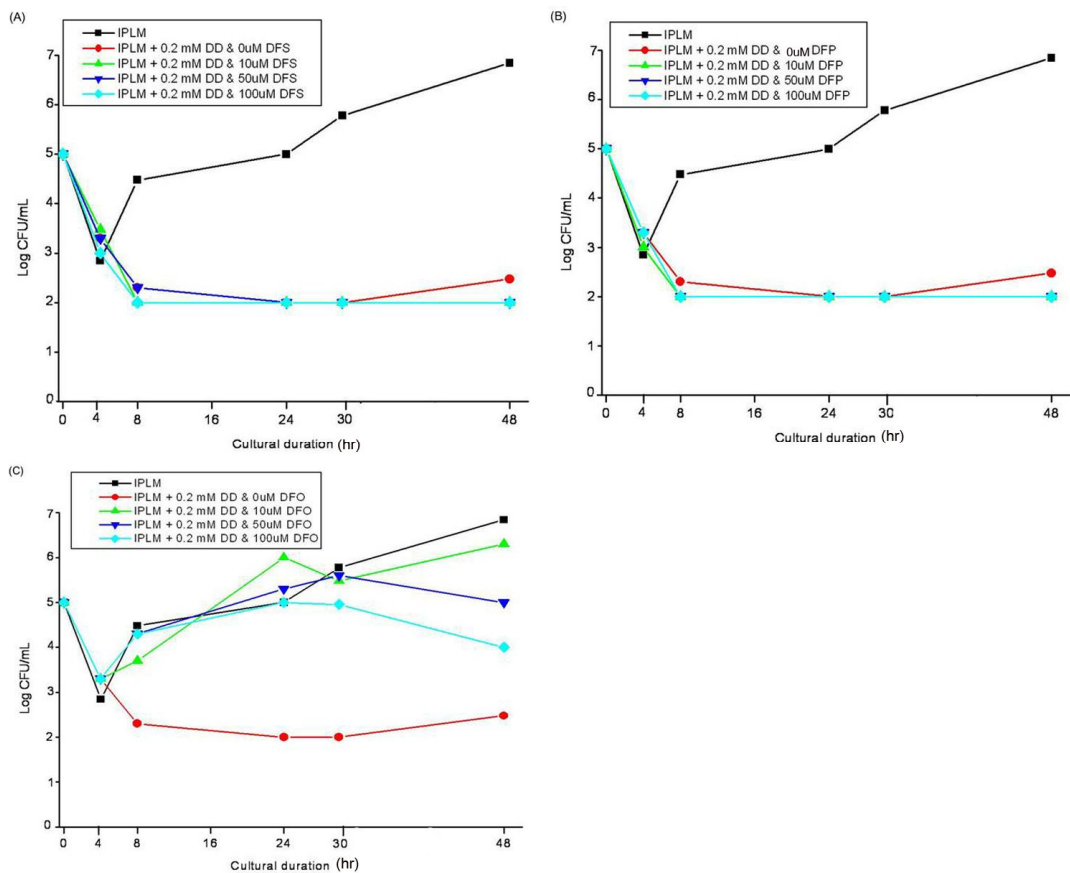 (A)
IPLM
IPLM + 0.2 mM DD & 0uM DFS
IPLM + 0.2 mM DD & 10uM DFS
IPLM + 0.2 mM DD & 50uM DFS
IPLM + 0.2 mM DD & 100uM DFS
7
6
5
4
3
2
1
0
Log CFU/mL
0 4 8 16 24 30 48
Cultural duration (hr)
(B)
IPLM
IPLM + 0.2 mM DD & 0uM DFP
IPLM + 0.2 mM DD & 10uM DFP
IPLM + 0.2 mM DD & 50uM DFP
IPLM + 0.2 mM DD & 100uM DFP
7
6
5
4
3
2
1
0
Log CFU/mL
0 4 8 16 24 30 48
Cultural duration (hr)
(C)
IPLM
IPLM + 0.2 mM DD & 0uM DFO
IPLM + 0.2 mM DD & 10uM DFO
IPLM + 0.2 mM DD & 50uM DFO
IPLM + 0.2 mM DD & 100uM DFO
7
6
5
4
3
2
1
0
Log CFU/mL
0 4 8 16 24 30 48
Cultural duration (hr)